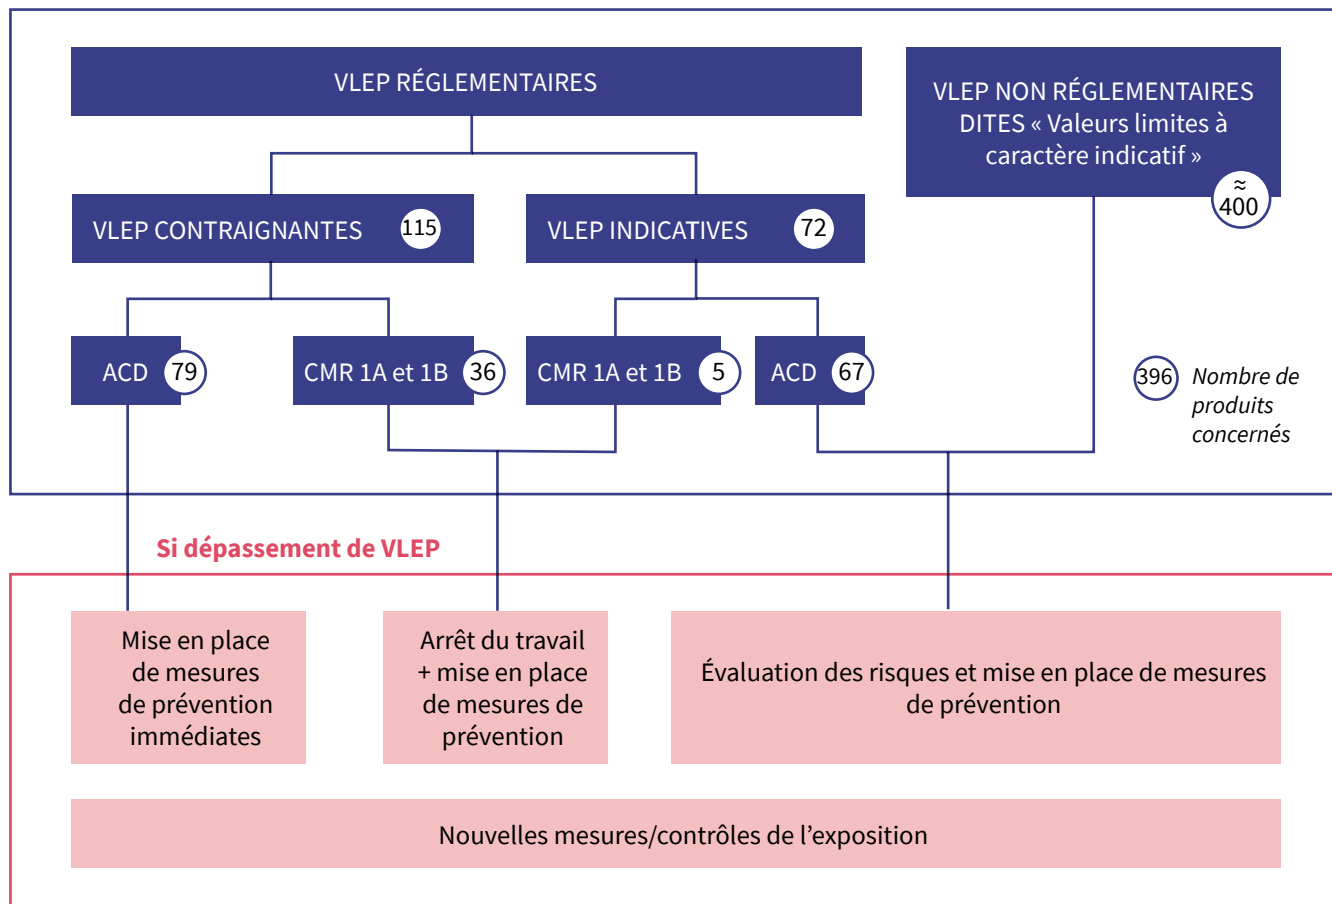 VLEP RÉGLEMENTAIRES
VLEP NON RÉGLEMENTAIRES
DITES « Valeurs limites à
caractère indicatif »
≈
400
VLEP CONTRAIGNANTES 115
VLEP INDICATIVES 72
ACD 79
CMR 1A et 1B 36
CMR 1A et 1B 5
ACD 67
396 Nombre de
produits
concernés
Si dépassement de VLEP
Mise en place
de mesures
de prévention
immédiates
Arrêt du travail
+ mise en place
de mesures de
prévention
Évaluation des risques et mise en place de mesures
de prévention
Nouvelles mesures/contrôles de l’exposition